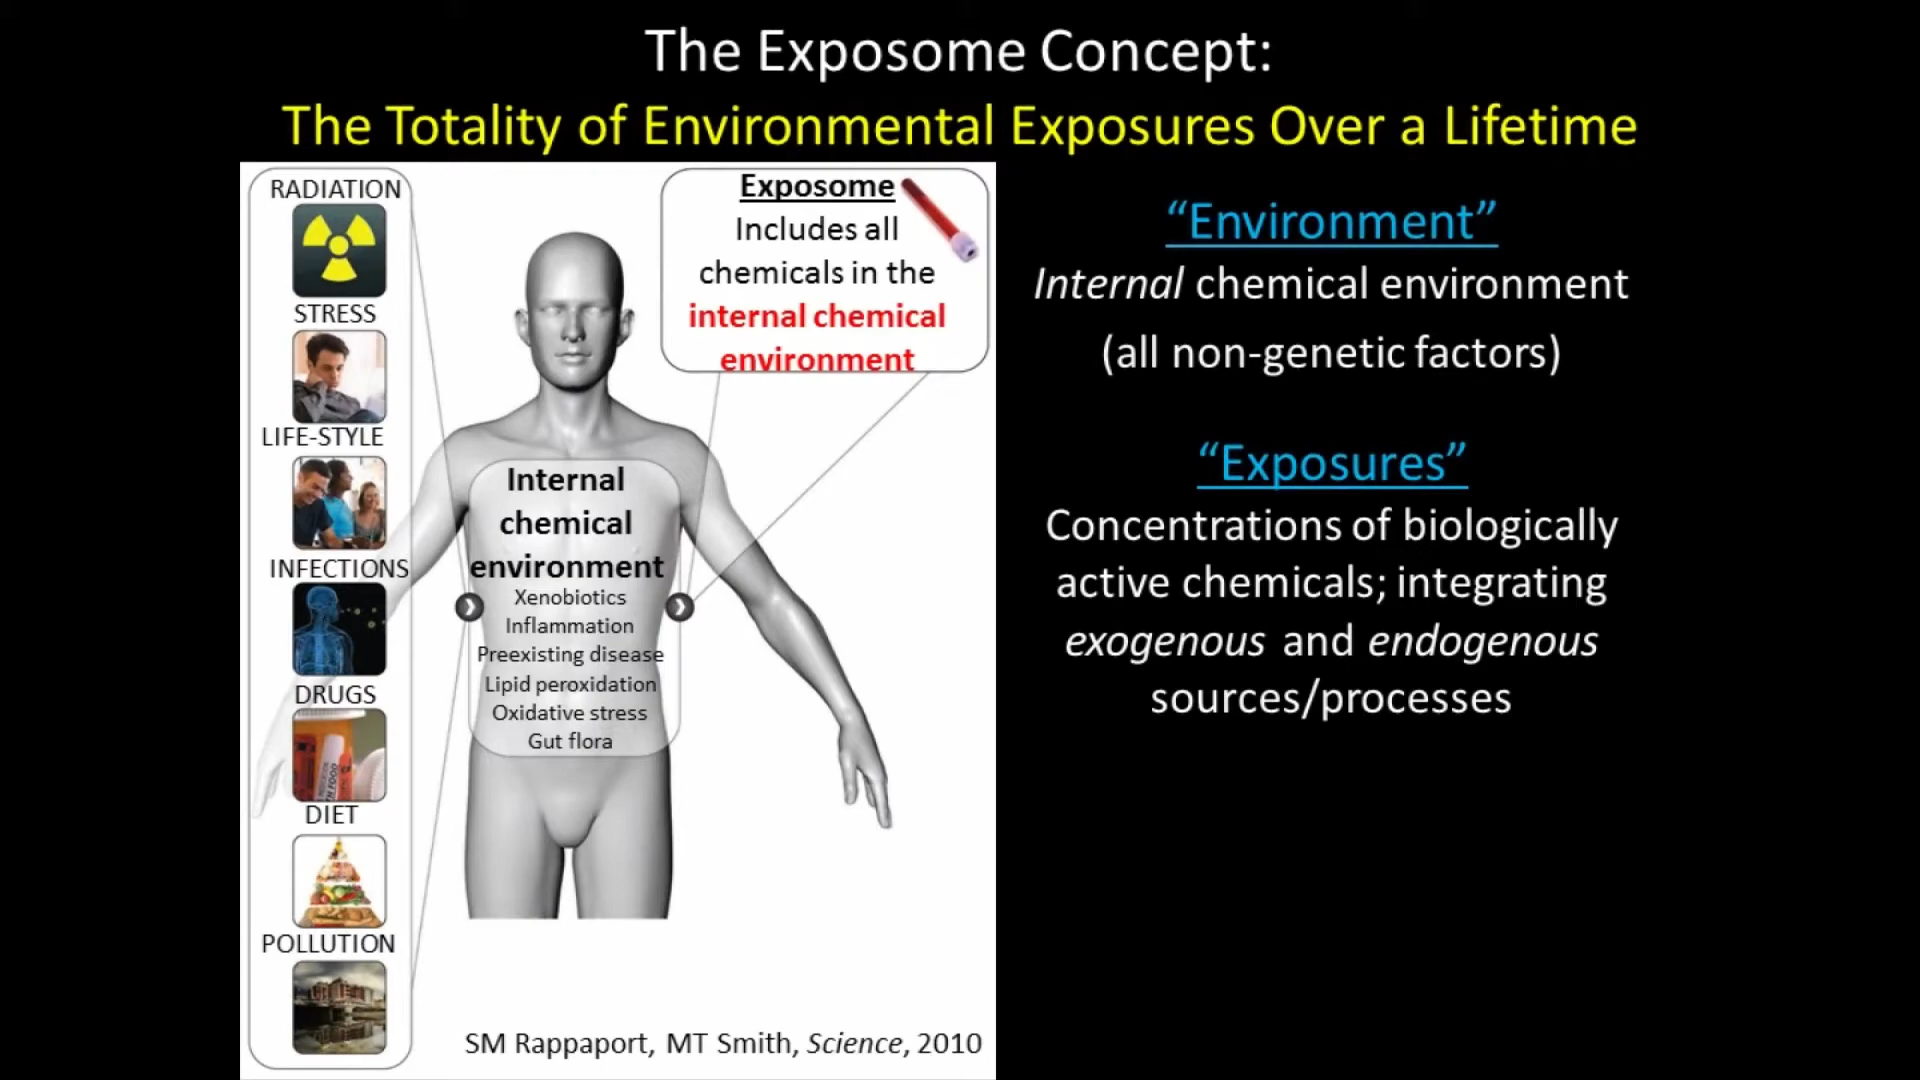 The Exposome Concept:
The Totality of Environmental Exposures Over a Lifetime
RADIATION
STRESS
LIFE-STYLE
INFECTIONS
DRUGS
DIET
POLLUTION
Exposome
Includes all
chemicals in the
internal chemical
environment
Internal
chemical
environment
Xenobiotics
Inflammation
Preexisting disease
Lipid peroxidation
Oxidative stress
Gut flora
SM Rappaport, MT Smith, Science, 2010
“Environment”
Internal chemical environment
(all non-genetic factors)
“Exposures”
Concentrations of biologically
active chemicals; integrating
exogenous and endogenous
sources/processes